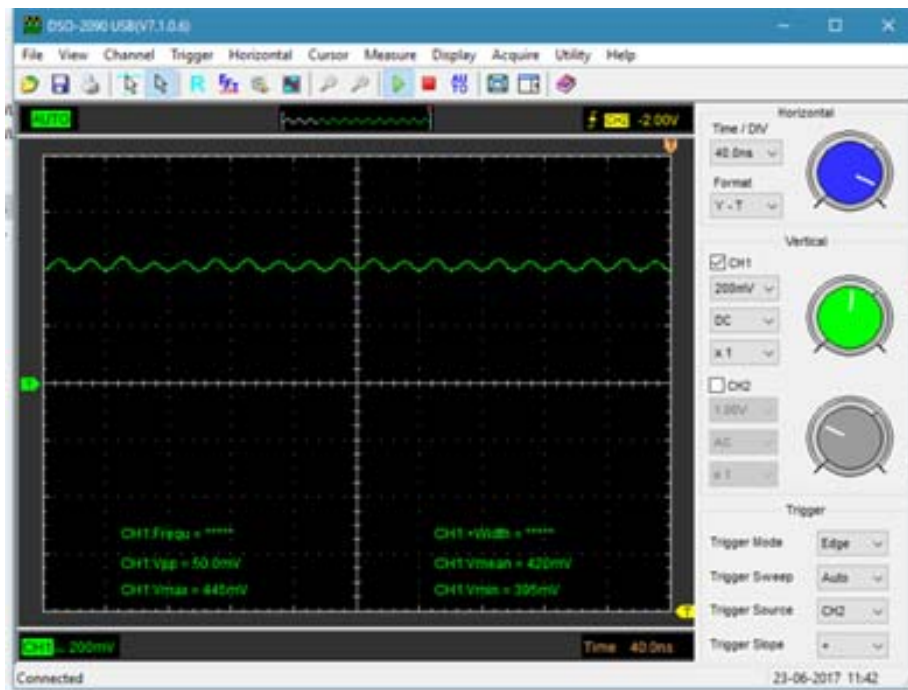 DSO-2090 USB(V7.1.0.6)
File View Channel Trigger Horizontal Cursor Measure Display Acquire Utility Help
AUTO
CH2 -2.00V
CH1:Frequ = *****
CH1:+Width = *****
CH1:Vpp = 50.0mV
CH1:Vmean = 420mV
CH1:Vmax = 445mV
CH1:Vmin = 395mV
CH1 200mV
Time 40.0ns
Horizontal
Time / DIV
40.0ns
Format
Y - T
Vertical
CH1
200mV
DC
x 1
CH2
1.00V
AC
x 1
Trigger
Trigger Mode Edge
Trigger Sweep Auto
Trigger Source CH2
Trigger Slope +
Connected
23-06-2017 11:42